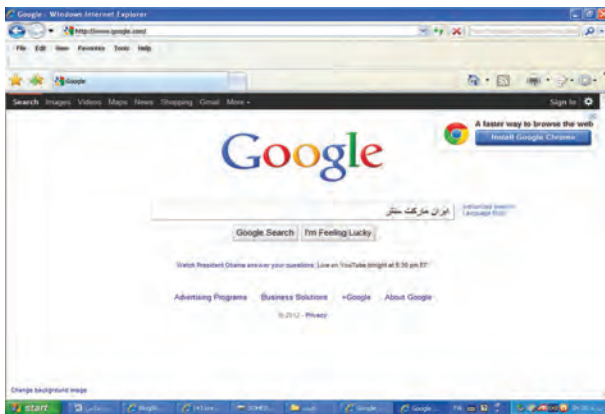 Google - Windows Internet Explorer
http://www.google.com/
File Edit View Favorites Tools Help
Google
Search Images Videos Maps News Shopping Gmail More
Sign in
A faster way to browse the web
Install Google Chrome
Google
ایران مارکت سنتر
Advanced search
Language tools
Google Search I'm Feeling Lucky
Watch President Obama answer your questions. Live on YouTube tonight at 5:30 pm ET
Advertising Programs Business Solutions +Google About Google
© 2012 - Privacy
Change background image
start Google Google